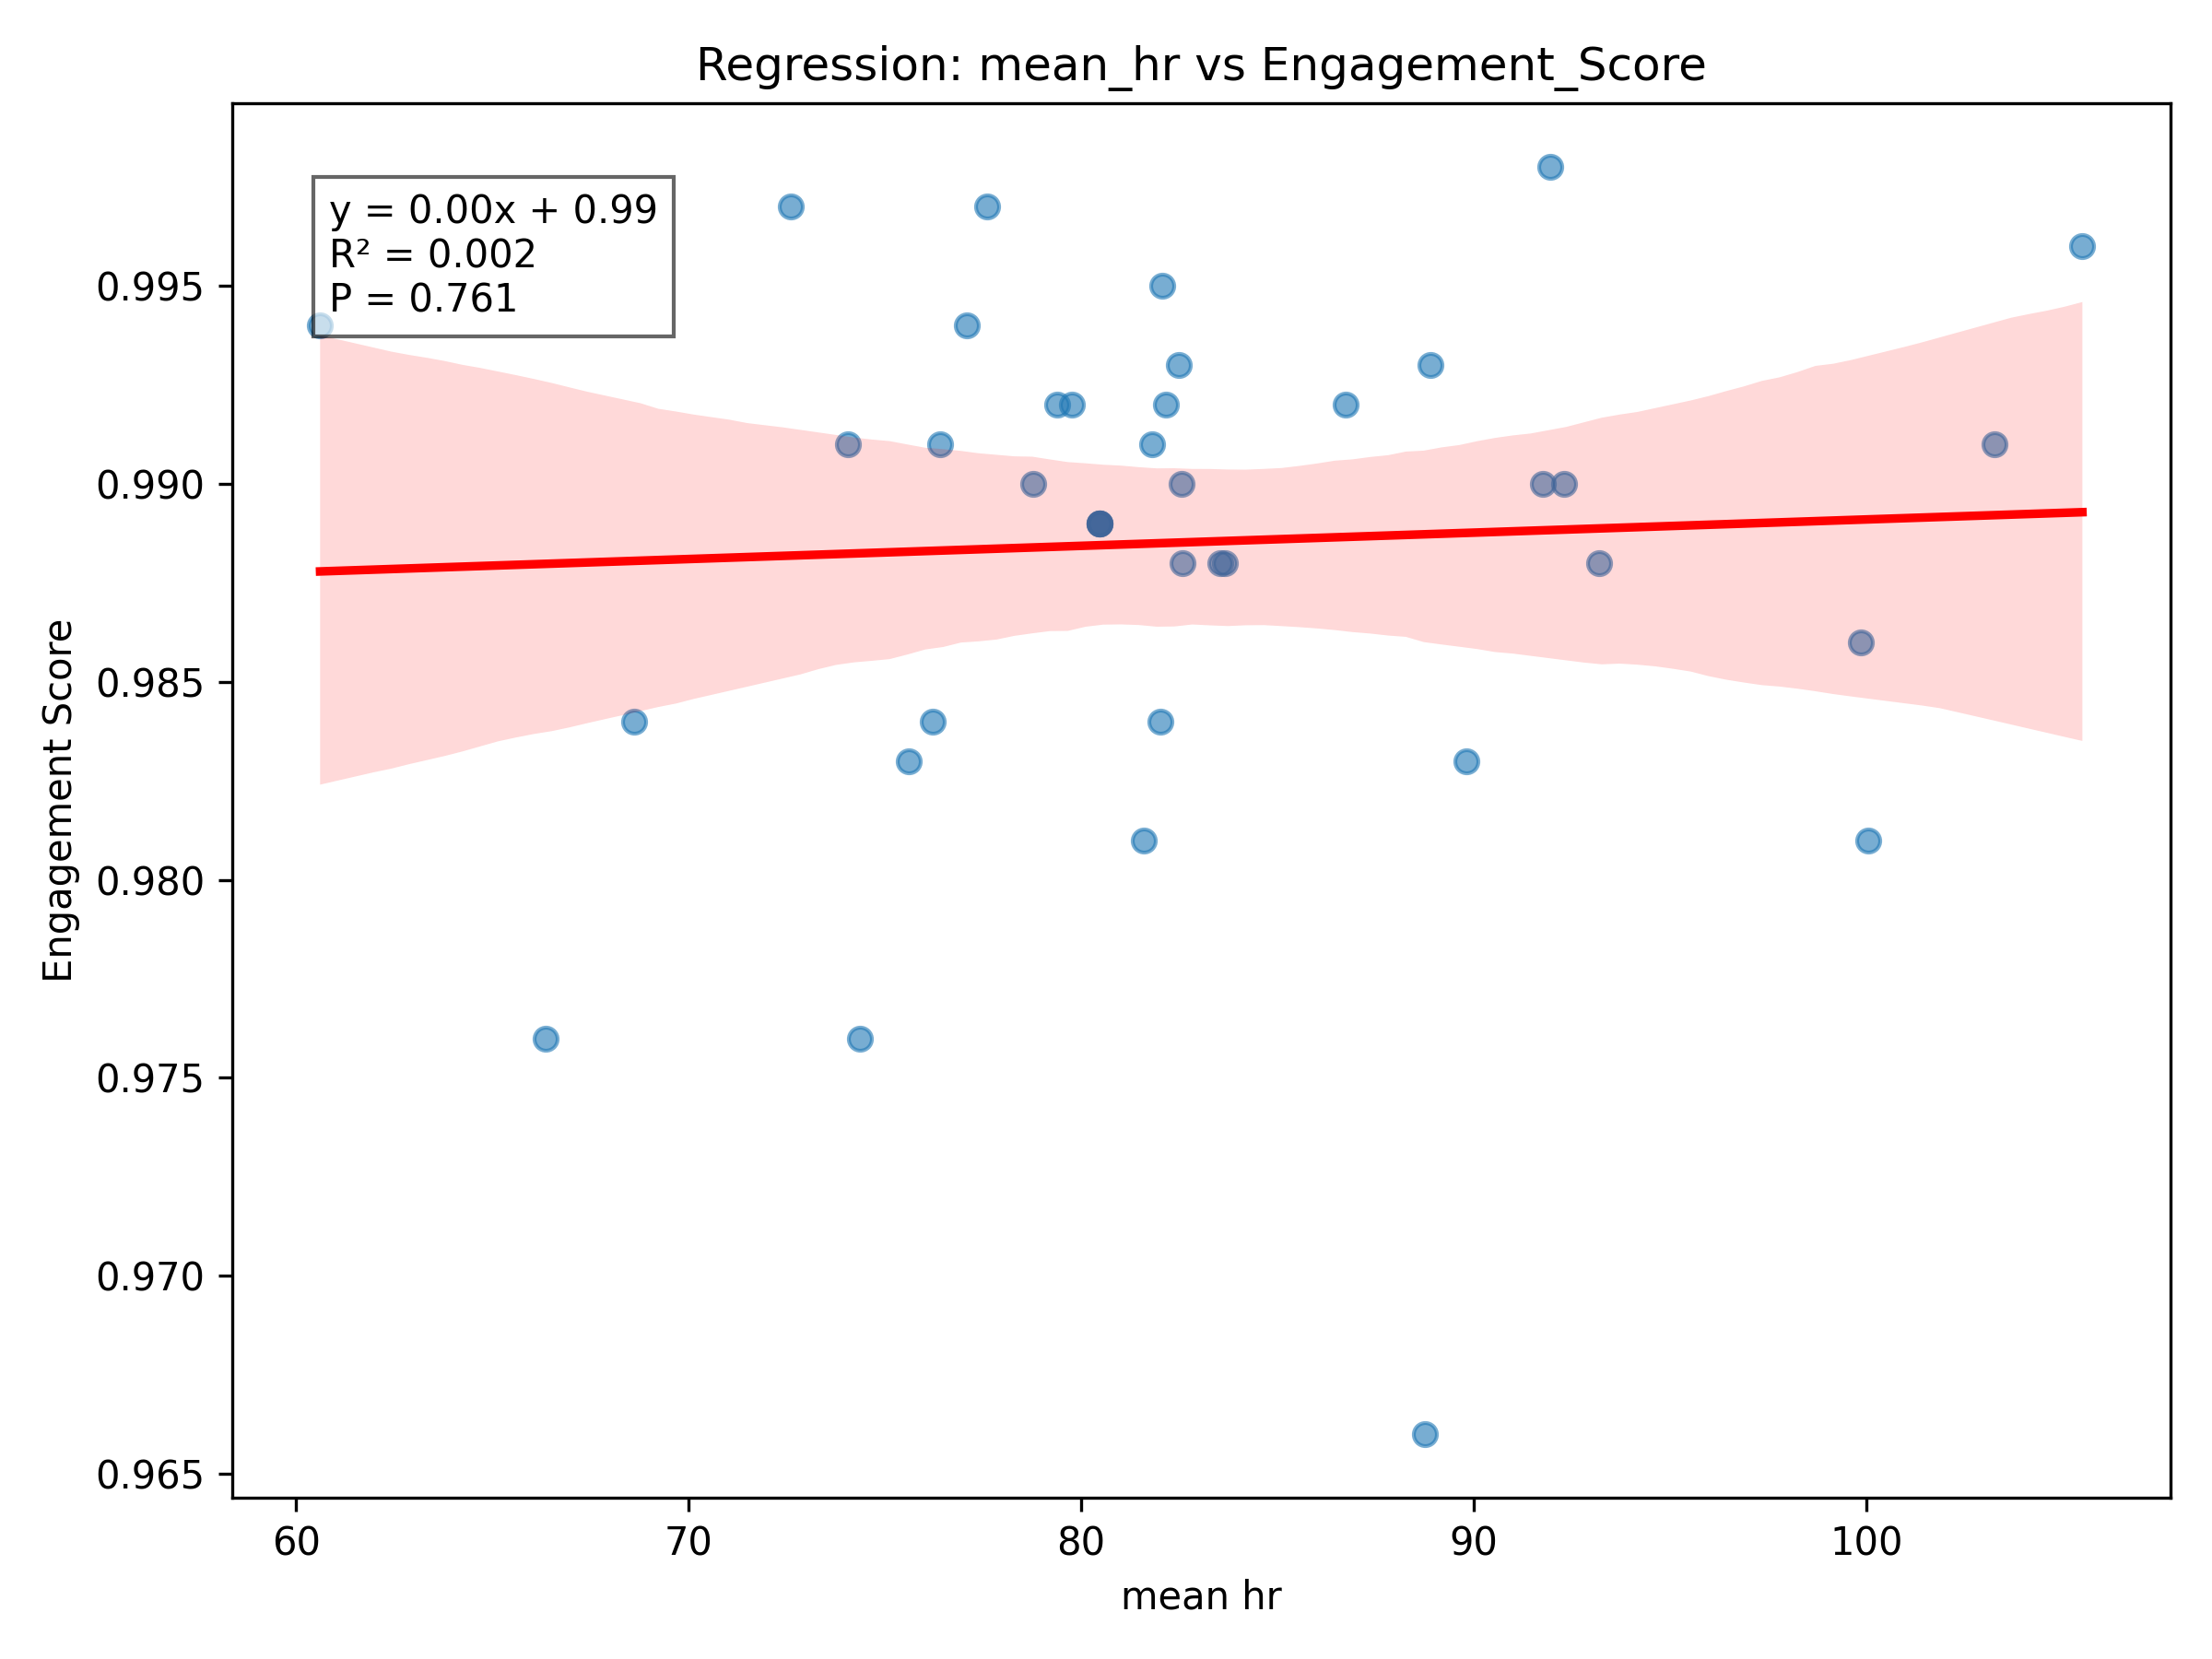 Regression: mean_hr vs Engagement_Score
y = 0.00x + 0.99
R² = 0.002
P = 0.761
Engagement Score
0.995
0.990
0.985
0.980
0.975
0.970
0.965
60 70 80 90 100
mean hr